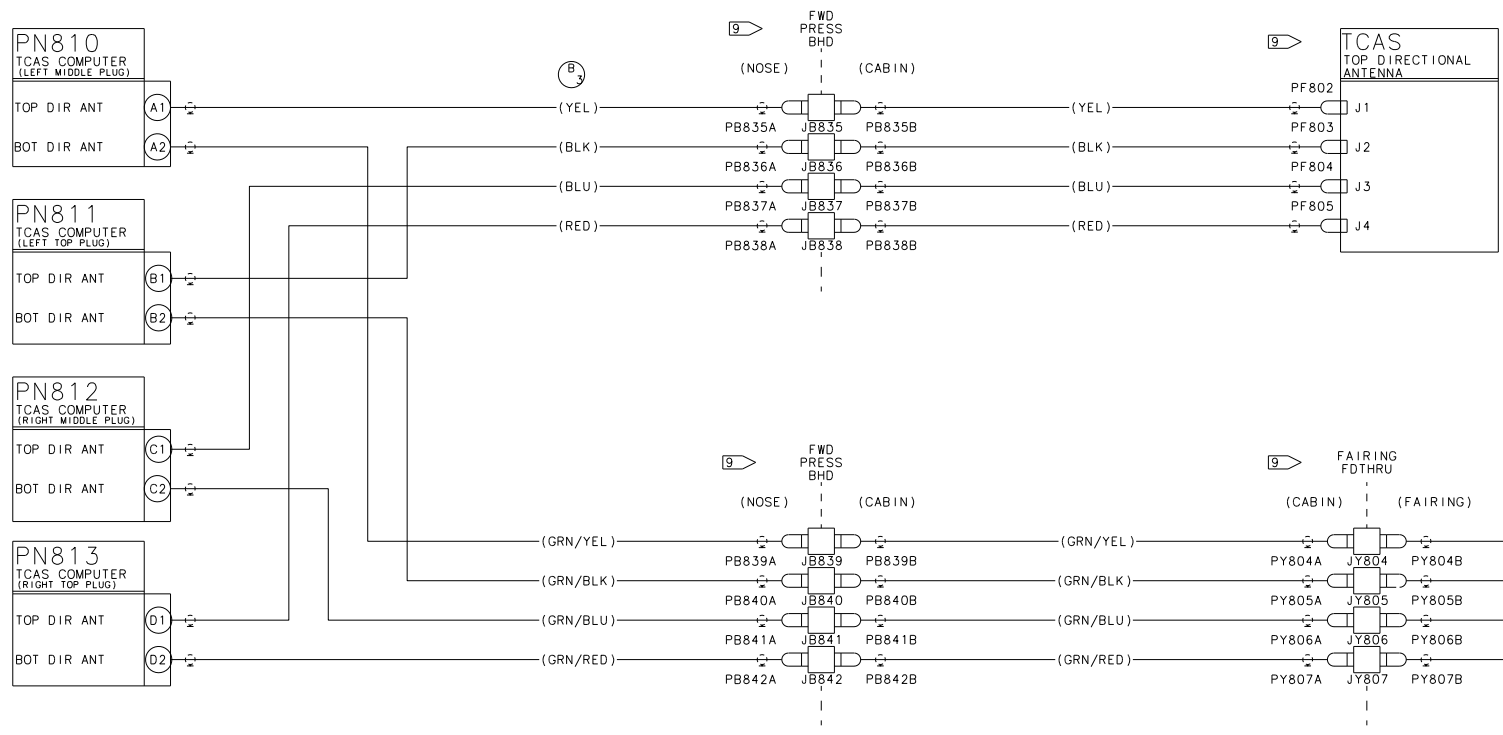 PN810
TCAS COMPUTER
(LEFT MIDDLE PLUG)
TOP DIR ANT
A1
BOT DIR ANT
A2
PN811
TCAS COMPUTER
(LEFT TOP PLUG)
TOP DIR ANT
B1
BOT DIR ANT
B2
PN812
TCAS COMPUTER
(RIGHT MIDDLE PLUG)
TOP DIR ANT
C1
BOT DIR ANT
C2
PN813
TCAS COMPUTER
(RIGHT TOP PLUG)
TOP DIR ANT
D1
BOT DIR ANT
D2
B
3
9
FWD
PRESS
BHD
(NOSE) (CABIN)
(YEL) (YEL)
PB835A JB835 PB835B
(BLK) (BLK)
PB836A JB836 PB836B
(BLU) (BLU)
PB837A JB837 PB837B
(RED) (RED)
PB838A JB838 PB838B
9
TCAS
TOP DIRECTIONAL
ANTENNA
PF802
J1
PF803
J2
PF804
J3
PF805
J4
9
FWD
PRESS
BHD
(NOSE) (CABIN)
(GRN/YEL) (GRN/YEL)
PB839A JB839 PB839B
(GRN/BLK) (GRN/BLK)
PB840A JB840 PB840B
(GRN/BLU) (GRN/BLU)
PB841A JB841 PB841B
(GRN/RED) (GRN/RED)
PB842A JB842 PB842B
9
FAIRING
FDTHRU
(CABIN) (FAIRING)
PY804A JY804 PY804B
PY805A JY805 PY805B
PY806A JY806 PY806B
PY807A JY807 PY807B